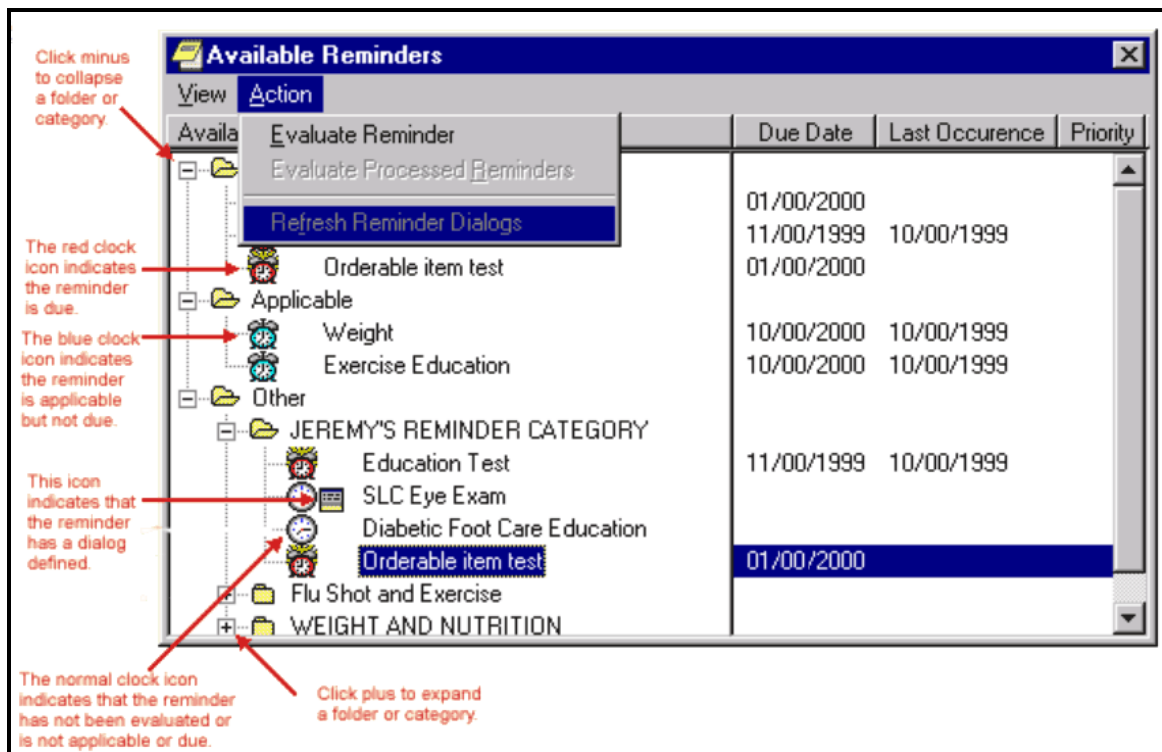 Click minus
to collapse
a folder or
category.
Available Reminders
View Action
Availa Due Date Last Occurence Priority
Evaluate Reminder
Evaluate Processed Reminders
Refresh Reminder Dialogs
01/00/2000
11/00/1999 10/00/1999
Orderable item test 01/00/2000
The red clock
icon indicates
the reminder
is due.
Applicable
Weight 10/00/2000 10/00/1999
Exercise Education 10/00/2000 10/00/1999
The blue clock
icon indicates
the reminder
is applicable
but not due.
Other
JEREMY'S REMINDER CATEGORY
Education Test 11/00/1999 10/00/1999
SLC Eye Exam
Diabetic Foot Care Education
Orderable item test 01/00/2000
This icon
indicates that
the reminder
has a dialog
defined.
Flu Shot and Exercise
WEIGHT AND NUTRITION
The normal clock icon
indicates that the reminder
has not been evaluated or
is not applicable or due.
Click plus to expand
a folder or category.